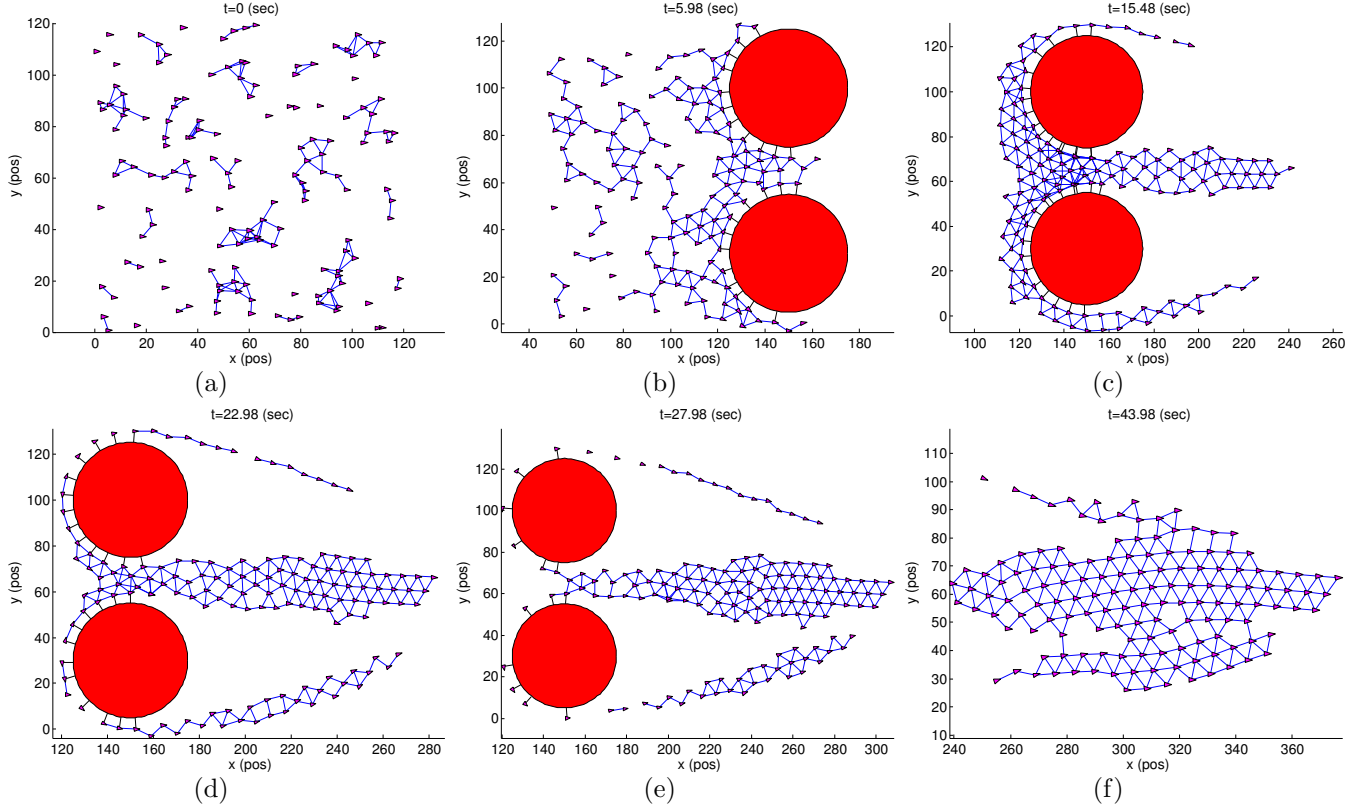 t=0 (sec)
120
100
80
60
40
20
0
y (pos)
0 20 40 60 80 100 120
x (pos)
(a)
t=5.98 (sec)
120
100
80
60
40
20
0
y (pos)
40 60 80 100 120 140 160 180
x (pos)
(b)
t=15.48 (sec)
120
100
80
60
40
20
0
y (pos)
100 120 140 160 180 200 220 240 260
x (pos)
(c)
t=22.98 (sec)
120
100
80
60
40
20
0
y (pos)
120 140 160 180 200 220 240 260 280
x (pos)
(d)
t=27.98 (sec)
120
100
80
60
40
20
0
y (pos)
120 140 160 180 200 220 240 260 280 300
x (pos)
(e)
t=43.98 (sec)
110
100
90
80
70
60
50
40
30
20
10
y (pos)
240 260 280 300 320 340 360
x (pos)
(f)